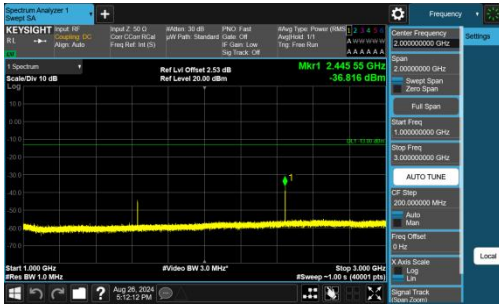 Spectrum Analyzer 1
Swept SA
Frequency
KEYSIGHT
RL
Input: RF
Coupling: DC
Align: Auto
Input Z: 50 Ω
Corr CCorr RCal
Freq Ref: Int (S)
#Atten: 30 dB
µW Path: Standard
PNO: Fast
Gate: Off
IF Gain: Low
Sig Track: Off
#Avg Type: Power (RMS)
Avg|Hold: 1/1
Trig: Free Run
1 2 3 4 5 6
A W W W W W
A A A A A A
1 Spectrum
Scale/Div 10 dB
Log
Ref Lvl Offset 2.53 dB
Ref Level 20.00 dBm
Mkr1 2.445 55 GHz
-36.816 dBm
10.0
0.00
-10.0
-20.0
-30.0
-40.0
-50.0
-60.0
-70.0
DL1 -13.00 dBm
1
Start 1.000 GHz
#Res BW 1.0 MHz
#Video BW 3.0 MHz*
Stop 3.000 GHz
#Sweep ~1.00 s (40001 pts)
Aug 26, 2024
5:12:12 PM
Center Frequency
2.000000000 GHz
Span
2.00000000 GHz
Swept Span
Zero Span
Full Span
Start Freq
1.000000000 GHz
Stop Freq
3.000000000 GHz
AUTO TUNE
CF Step
200.000000 MHz
Auto
Man
Freq Offset
0 Hz
X Axis Scale
Log
Lin
Signal Track
(Span Zoom)
Settings
Local